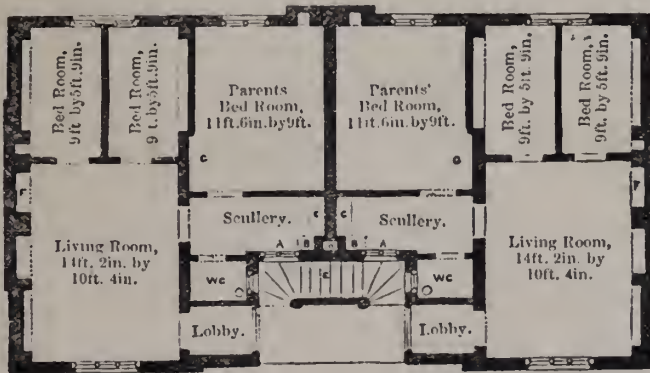 Bed Room,
9ft. by 5ft. 9in.
Bed Room,
9 t. by 5ft. 9in.
Parents
Bed Room,
11ft. 6in. by 9ft.
Parents'
Bed Room,
11ft. 6in. by 9ft.
Bed Room,
9ft. by 5ft. 9in.
Bed Room,
9ft. by 5ft. 9in.
C
G
F
F
Scullery.
C
C
Scullery.
A
B
B
A
Living Room,
14ft. 2in. by
10ft. 4in.
Living Room,
14ft. 2in. by
10ft. 4in.
WC
WC
Lobby.
Lobby.